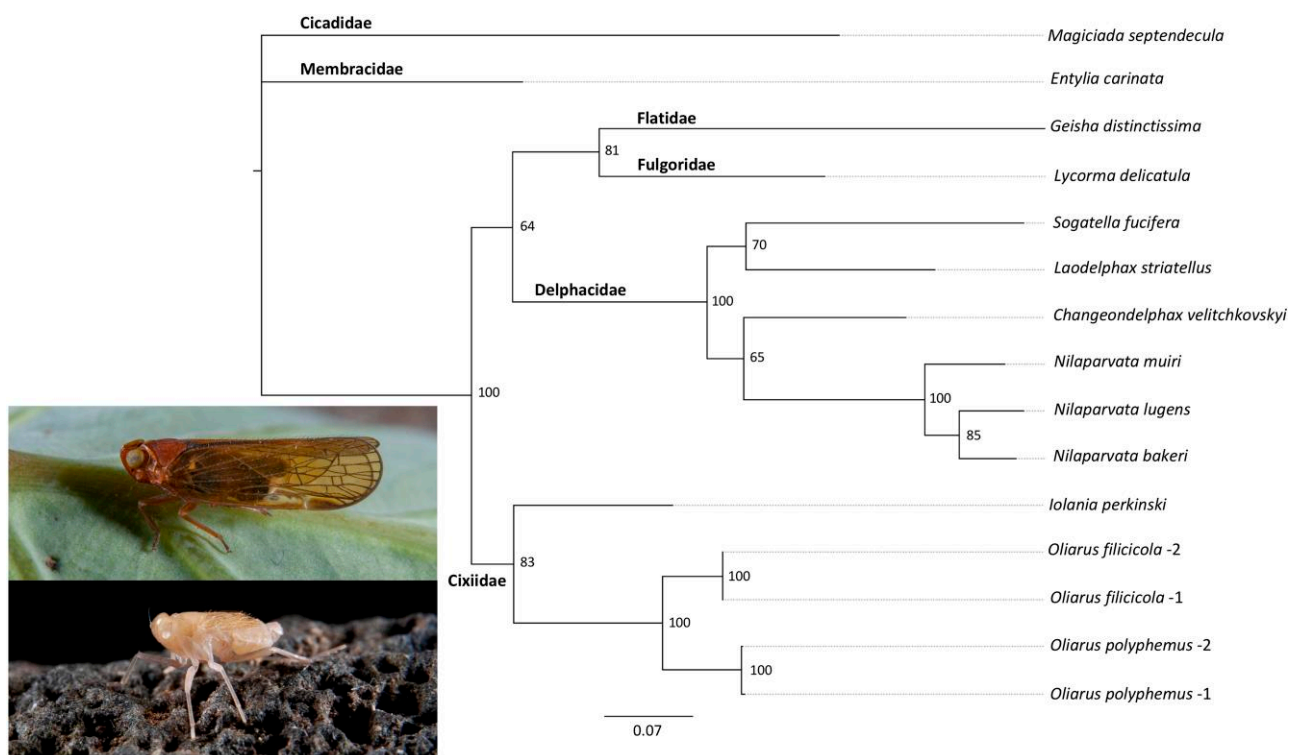 Cicadidae
Magiciada septendecula
Membracidae
Entylia carinata
Flatidae
Geisha distinctissima
81
Fulgoridae
Lycorma delicatula
64
Sogatella fucifera
70
Laodelphax striatellus
Delphacidae
100
Changeondelphax velitchkovskyi
65
Nilaparvata muiri
100
100
Nilaparvata lugens
85
Nilaparvata bakeri
Iolania perkinski
83
Cixiidae
Oliarus filicicola -2
100
Oliarus filicicola -1
100
Oliarus polyphemus -2
100
Oliarus polyphemus -1
0.07